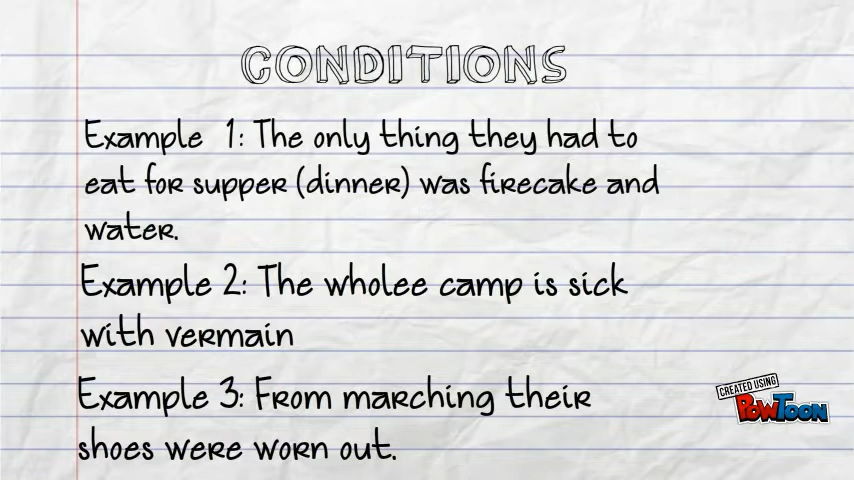 CONDITIONS
Example 1: The only thing they had to
eat for supper (dinner) was firecake and
water.
Example 2: The wholee camp is sick
with vermain
Example 3: From marching their
shoes were worn out.
CREATED USING
POWTOON